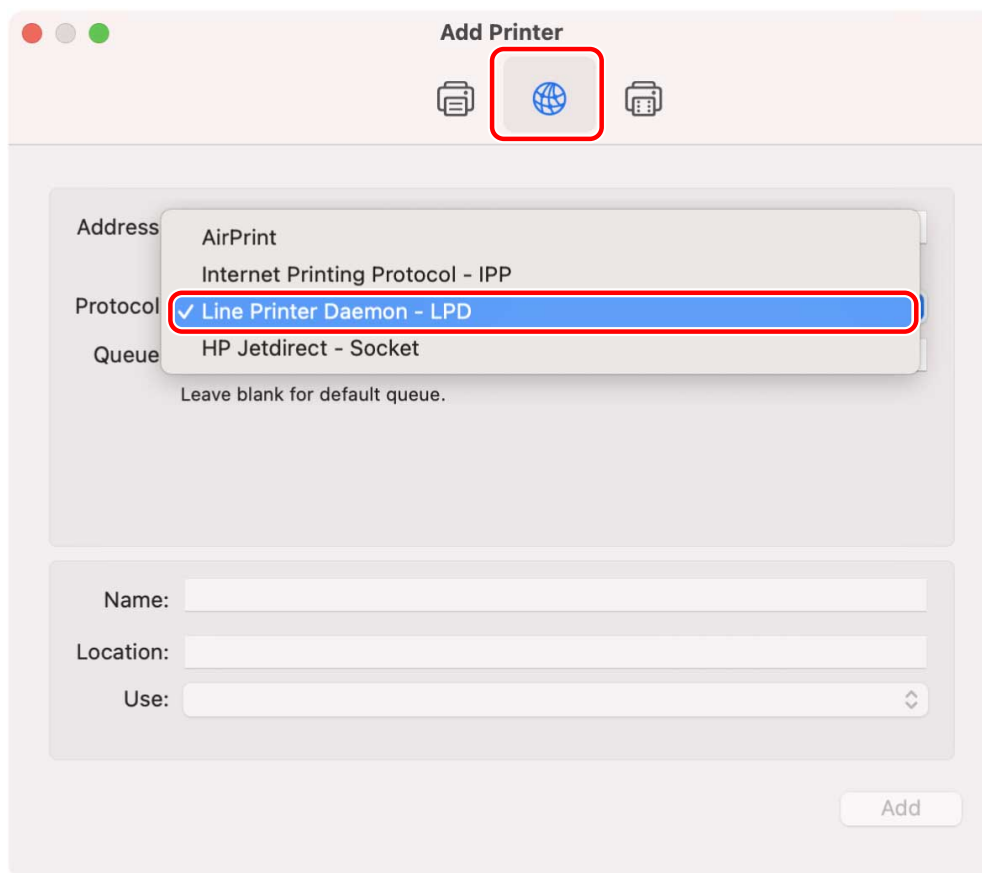 Add Printer
Address
AirPrint
Internet Printing Protocol - IPP
Protocol
✓ Line Printer Daemon - LPD
Queue
HP Jetdirect - Socket
Leave blank for default queue.
Name:
Location:
Use:
Add